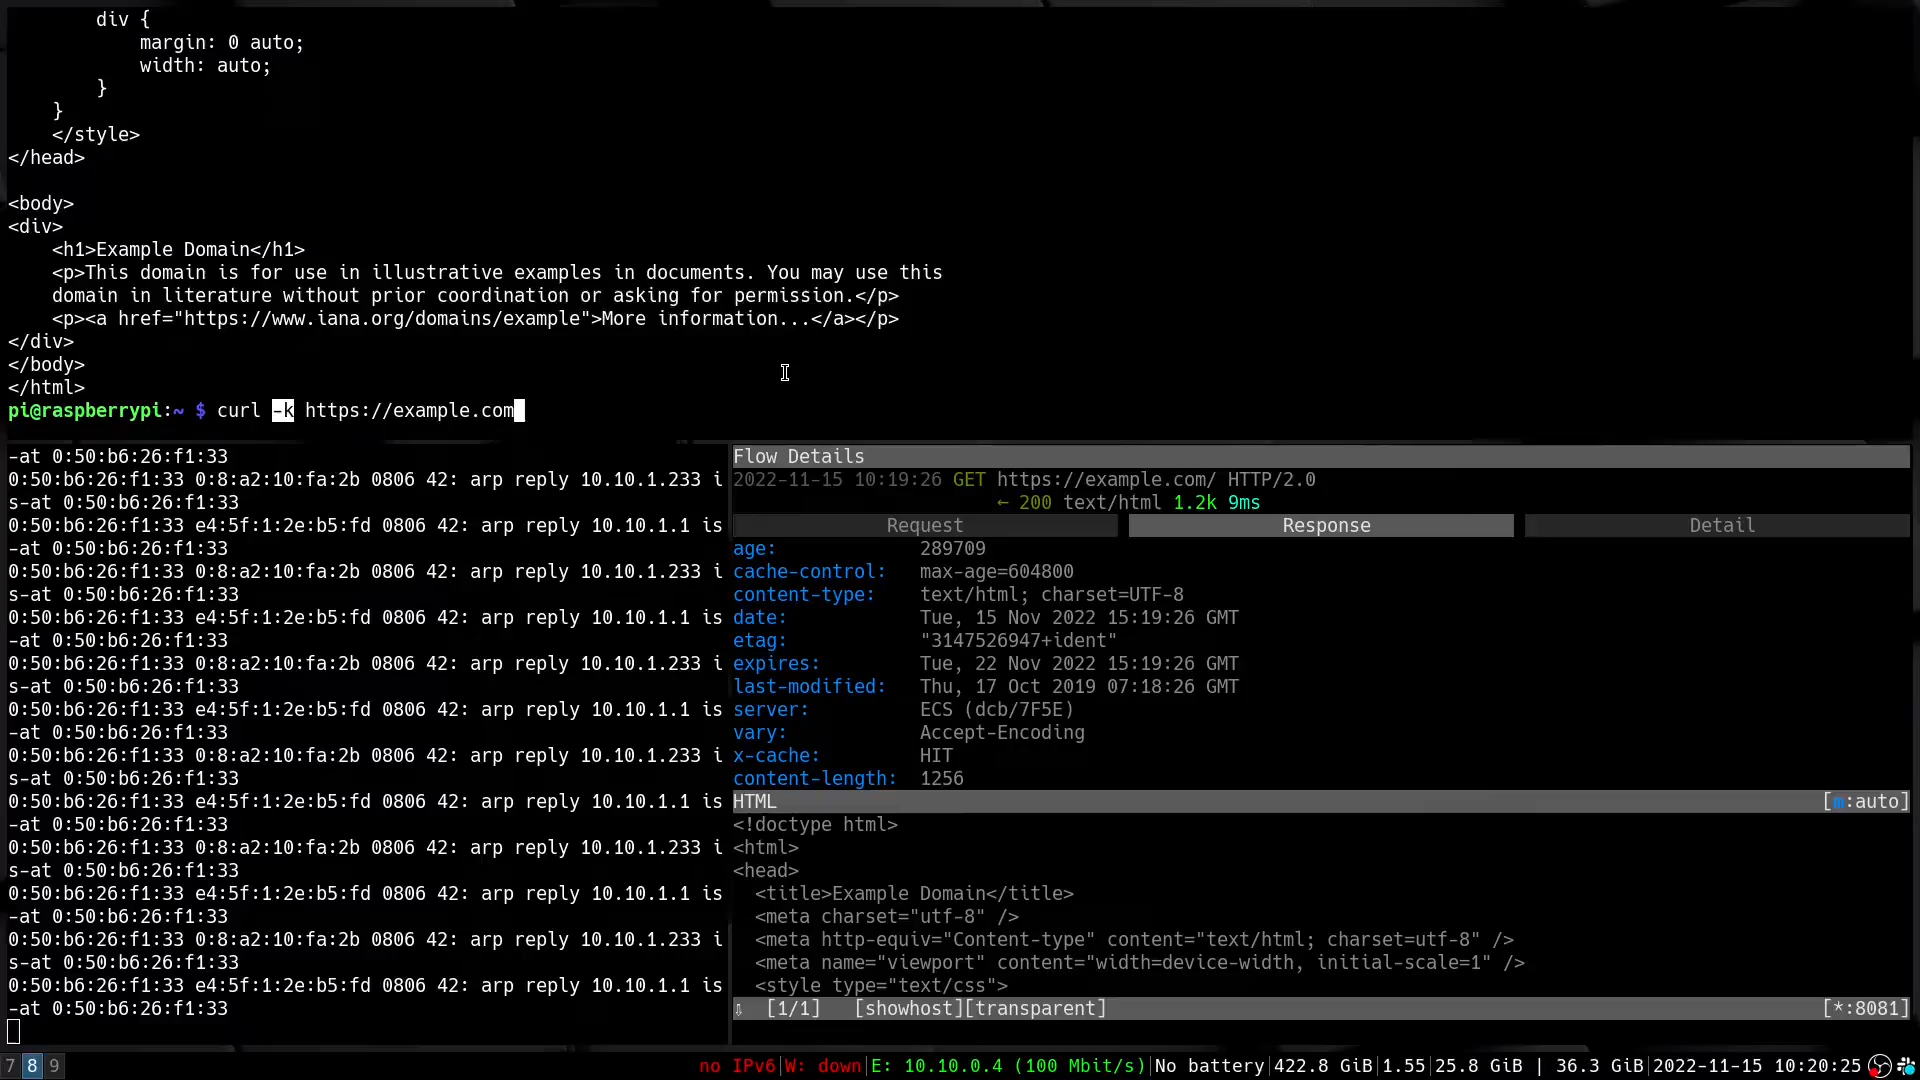 div {
            margin: 0 auto;
            width: auto;
        }
    }
    </style>
</head>

<body>
<div>
    <h1>Example Domain</h1>
    <p>This domain is for use in illustrative examples in documents. You may use this
    domain in literature without prior coordination or asking for permission.</p>
    <p><a href="https://www.iana.org/domains/example">More information...</a></p>
</div>
</body>
</html>
pi@raspberrypi:~ $ curl -k https://example.com
-at 0:50:b6:26:f1:33
0:50:b6:26:f1:33 0:8:a2:10:fa:2b 0806 42: arp reply 10.10.1.233 i
s-at 0:50:b6:26:f1:33
0:50:b6:26:f1:33 e4:5f:1:2e:b5:fd 0806 42: arp reply 10.10.1.1 is
-at 0:50:b6:26:f1:33
0:50:b6:26:f1:33 0:8:a2:10:fa:2b 0806 42: arp reply 10.10.1.233 i
s-at 0:50:b6:26:f1:33
0:50:b6:26:f1:33 e4:5f:1:2e:b5:fd 0806 42: arp reply 10.10.1.1 is
-at 0:50:b6:26:f1:33
0:50:b6:26:f1:33 0:8:a2:10:fa:2b 0806 42: arp reply 10.10.1.233 i
s-at 0:50:b6:26:f1:33
0:50:b6:26:f1:33 e4:5f:1:2e:b5:fd 0806 42: arp reply 10.10.1.1 is
-at 0:50:b6:26:f1:33
0:50:b6:26:f1:33 0:8:a2:10:fa:2b 0806 42: arp reply 10.10.1.233 i
s-at 0:50:b6:26:f1:33
0:50:b6:26:f1:33 e4:5f:1:2e:b5:fd 0806 42: arp reply 10.10.1.1 is
-at 0:50:b6:26:f1:33
0:50:b6:26:f1:33 0:8:a2:10:fa:2b 0806 42: arp reply 10.10.1.233 i
s-at 0:50:b6:26:f1:33
0:50:b6:26:f1:33 e4:5f:1:2e:b5:fd 0806 42: arp reply 10.10.1.1 is
-at 0:50:b6:26:f1:33
0:50:b6:26:f1:33 0:8:a2:10:fa:2b 0806 42: arp reply 10.10.1.233 i
s-at 0:50:b6:26:f1:33
0:50:b6:26:f1:33 e4:5f:1:2e:b5:fd 0806 42: arp reply 10.10.1.1 is
-at 0:50:b6:26:f1:33
Flow Details
2022-11-15 10:19:26 GET https://example.com/ HTTP/2.0
← 200 text/html 1.2k 9ms
Request Response Detail
age: 289709
cache-control: max-age=604800
content-type: text/html; charset=UTF-8
date: Tue, 15 Nov 2022 15:19:26 GMT
etag: "3147526947+ident"
expires: Tue, 22 Nov 2022 15:19:26 GMT
last-modified: Thu, 17 Oct 2019 07:18:26 GMT
server: ECS (dcb/7F5E)
vary: Accept-Encoding
x-cache: HIT
content-length: 1256
HTML [m:auto]
<!doctype html>
<html>
<head>
  <title>Example Domain</title>
  <meta charset="utf-8" />
  <meta http-equiv="Content-type" content="text/html; charset=utf-8" />
  <meta name="viewport" content="width=device-width, initial-scale=1" />
  <style type="text/css">
⇩ [1/1] [showhost][transparent] [*:8081]
7 8 9 no IPv6|W: down|E: 10.10.0.4 (100 Mbit/s)|No battery|422.8 GiB|1.55|25.8 GiB | 36.3 GiB|2022-11-15 10:20:25